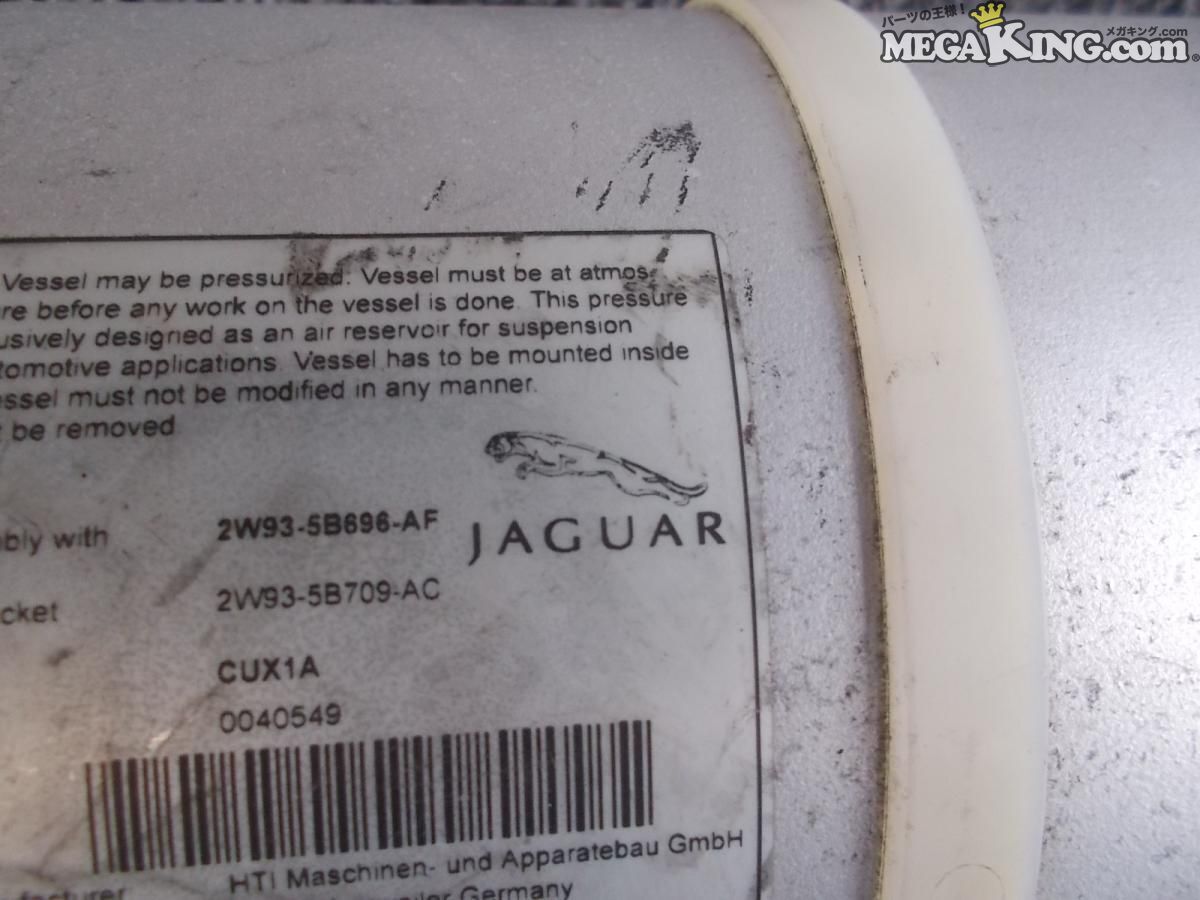 パーツの王様!
メガキング.com
MEGAKING.com®
Vessel may be pressurized. Vessel must be at atmos-
re before any work on the vessel is done. This pressure
usively designed as an air reservoir for suspension
tomotive applications. Vessel has to be mounted inside
essel must not be modified in any manner.
be removed
bly with 2W93-5B696-AF
JAGUAR
cket 2W93-5B709-AC
CUX1A
0040549
HTI Maschinen- und Apparatebau GmbH
facturer
Germany